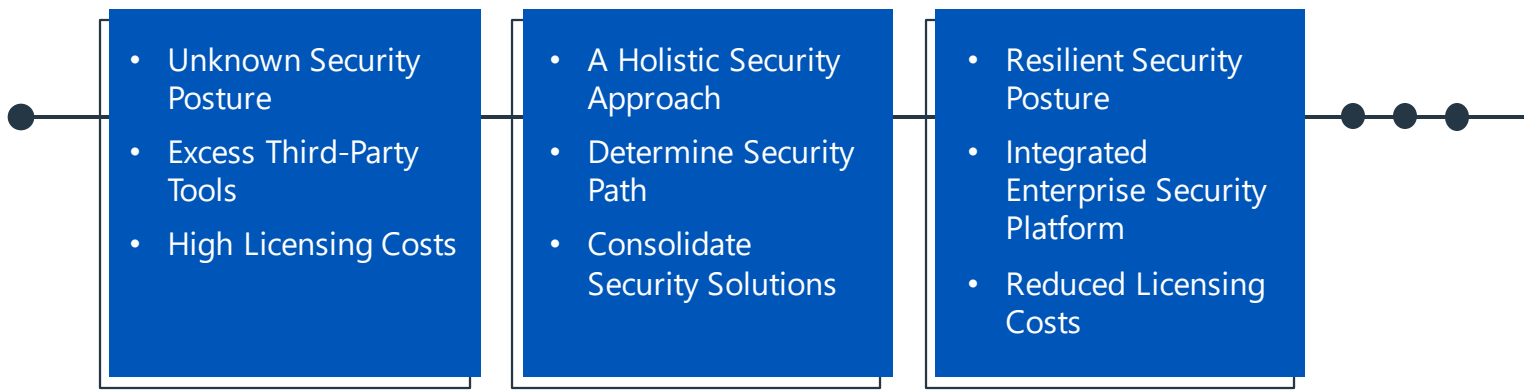 • Unknown Security
Posture
• Excess Third-Party
Tools
• High Licensing Costs
• A Holistic Security
Approach
• Determine Security
Path
• Consolidate
Security Solutions
• Resilient Security
Posture
• Integrated
Enterprise Security
Platform
• Reduced Licensing
Costs